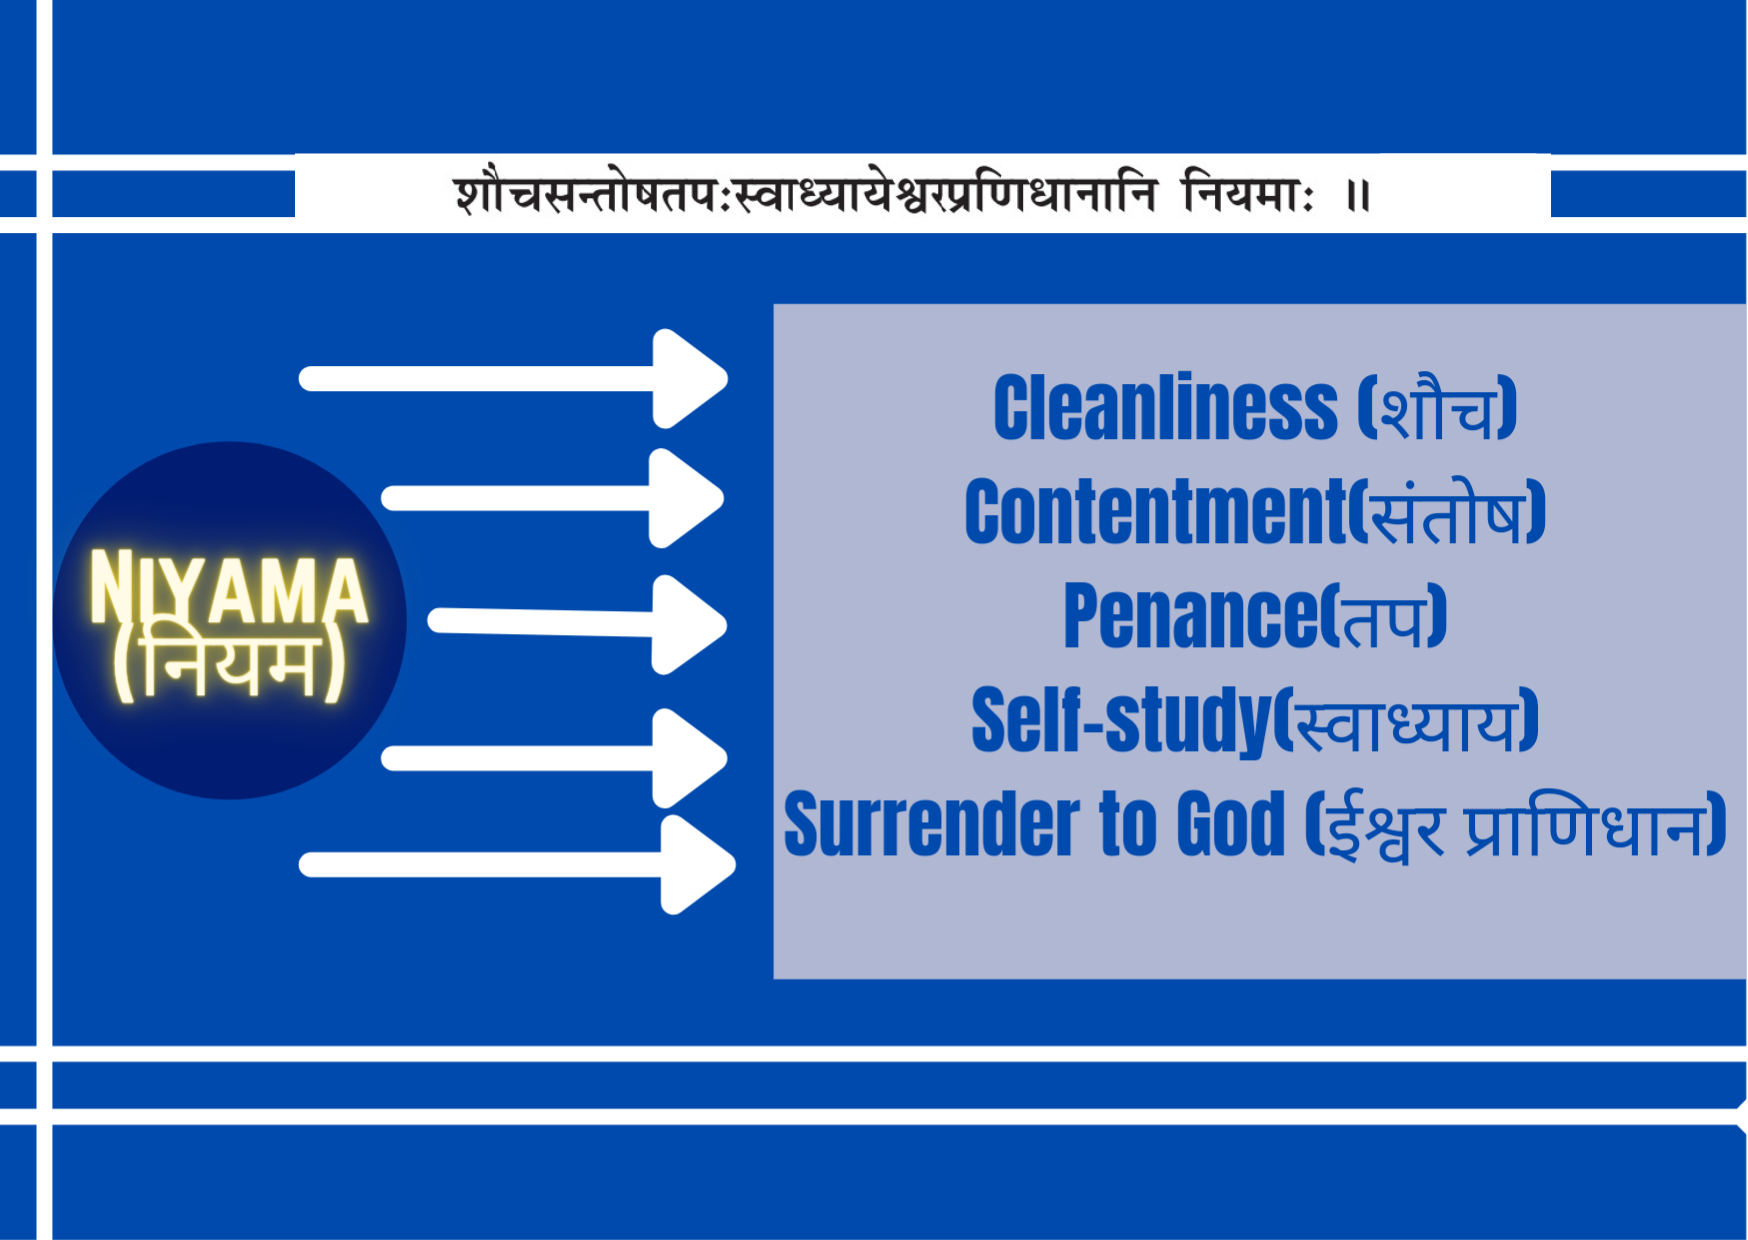 शौचसन्तोषतपःस्वाध्यायेश्वरप्रणिधानानि नियमाः ॥
NIYAMA
(नियम)
Cleanliness (शौच)
Contentment(संतोष)
Penance(तप)
Self-study(स्वाध्याय)
Surrender to God (ईश्वर प्राणिधान)